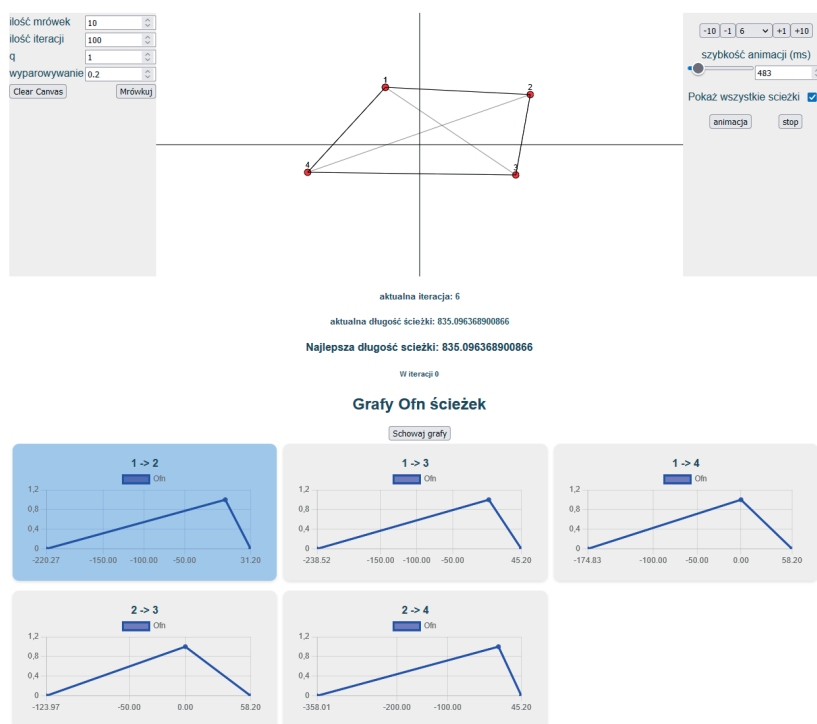 ilość mrówek 10
ilość iteracji 100
q 1
wyparowywanie 0.2
Clear Canvas Mrówkuj
1
2
3
4
-10 -1 6 +1 +10
szybkość animacji (ms)
483
Pokaż wszystkie scieżki
animacja stop
aktualna iteracja: 6
aktualna długość ścieżki: 835.096368900866
Najlepsza długość scieżki: 835.096368900866
W iteracji 0
Grafy Ofn ścieżek
Schowaj grafy
1 -> 2
Ofn
1,2
0,8
0,4
0
-220.27 -150.00 -100.00 -50.00 31.20
1 -> 3
Ofn
1,2
0,8
0,4
0
-238.52 -150.00 -100.00 -50.00 45.20
1 -> 4
Ofn
1,2
0,8
0,4
0
-174.83 -100.00 -50.00 0.00 58.20
2 -> 3
Ofn
1,2
0,8
0,4
0
-123.97 -50.00 0.00 58.20
2 -> 4
Ofn
1,2
0,8
0,4
0
-358.01 -200.00 -100.00 45.20